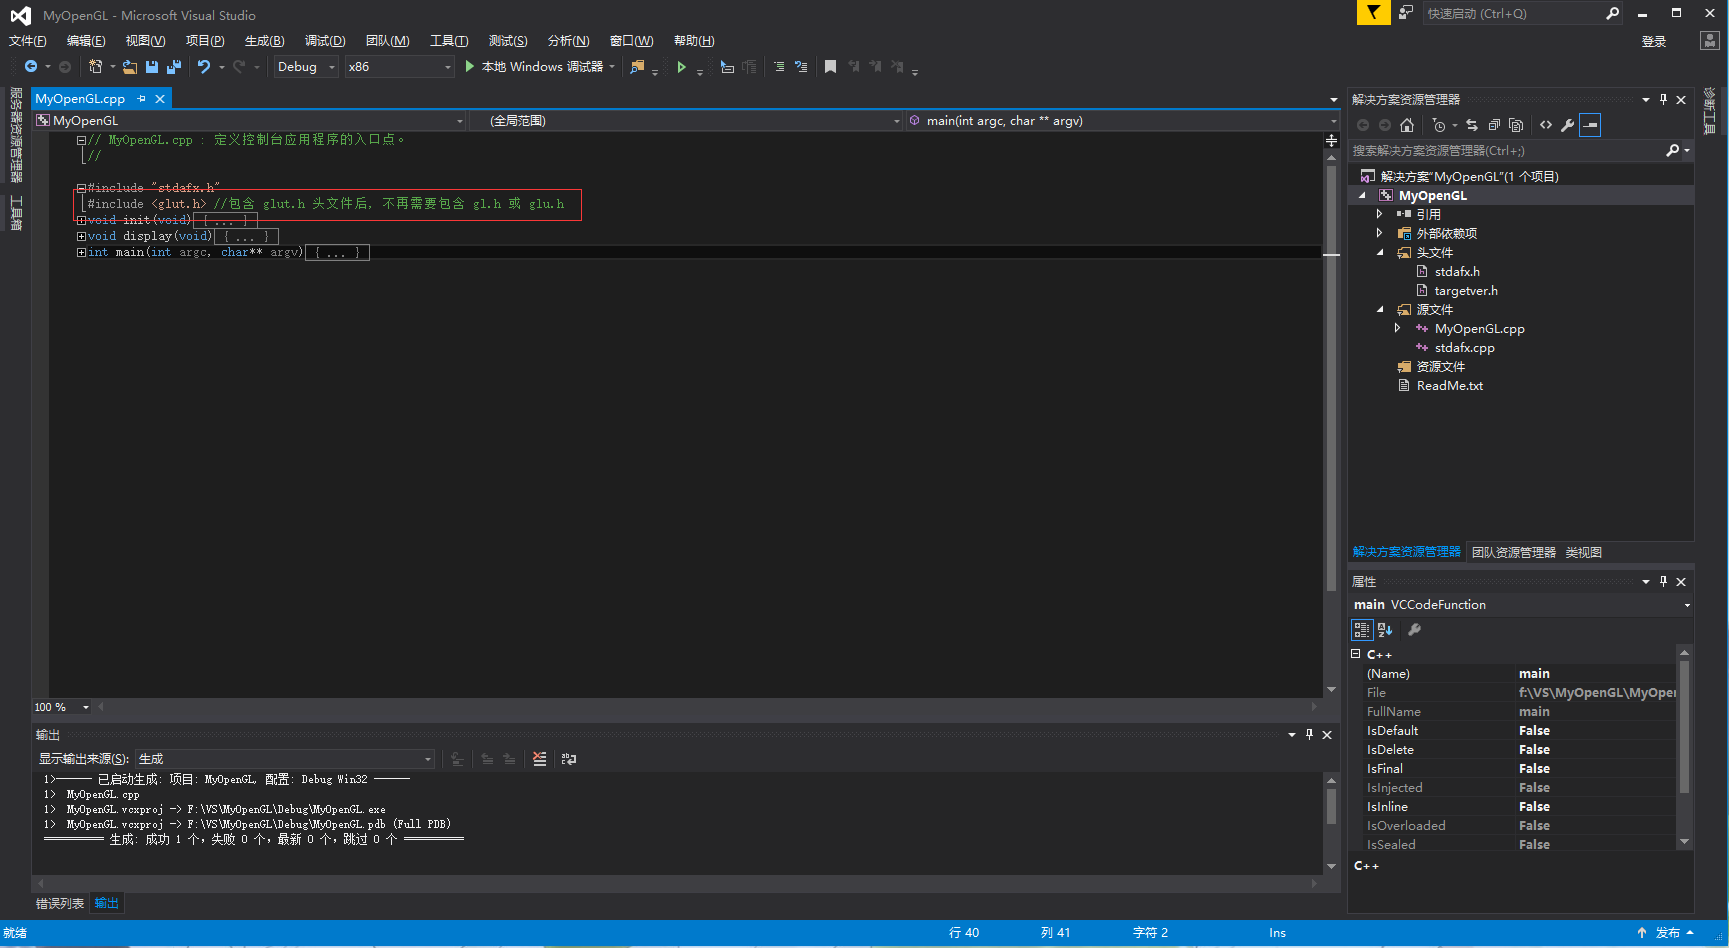 MyOpenGL - Microsoft Visual Studio
快速启动 (Ctrl+Q)
文件(F) 编辑(E) 视图(V) 项目(P) 生成(B) 调试(D) 团队(M) 工具(T) 测试(S) 分析(N) 窗口(W) 帮助(H)
登录
Debug x86 本地 Windows 调试器
服务器资源管理器
工具箱
MyOpenGL.cpp
MyOpenGL (全局范围) main(int argc, char ** argv)
// MyOpenGL.cpp : 定义控制台应用程序的入口点。
//
#include "stdafx.h"
#include <glut.h> //包含 glut.h 头文件后, 不再需要包含 gl.h 或 glu.h
void init(void) { ... }
void display(void) { ... }
int main(int argc, char** argv) { ... }
100 %
输出
显示输出来源(S): 生成
1>------ 已启动生成: 项目: MyOpenGL, 配置: Debug Win32 ------
1> MyOpenGL.cpp
1> MyOpenGL.vcxproj -> F:\VS\MyOpenGL\Debug\MyOpenGL.exe
1> MyOpenGL.vcxproj -> F:\VS\MyOpenGL\Debug\MyOpenGL.pdb (Full PDB)
========== 生成: 成功 1 个，失败 0 个，最新 0 个，跳过 0 个 ==========
错误列表 输出
解决方案资源管理器
搜索解决方案资源管理器(Ctrl+;)
解决方案"MyOpenGL"(1 个项目)
MyOpenGL
引用
外部依赖项
头文件
stdafx.h
targetver.h
源文件
MyOpenGL.cpp
stdafx.cpp
资源文件
ReadMe.txt
解决方案资源管理器 团队资源管理器 类视图
属性
main VCCodeFunction
C++
(Name) main
File f:\VS\MyOpenGL\MyOper
FullName main
IsDefault False
IsDelete False
IsFinal False
IsInjected False
IsInline False
IsOverloaded False
IsSealed False
C++
诊断工具
就绪 行 40 列 41 字符 2 Ins 发布